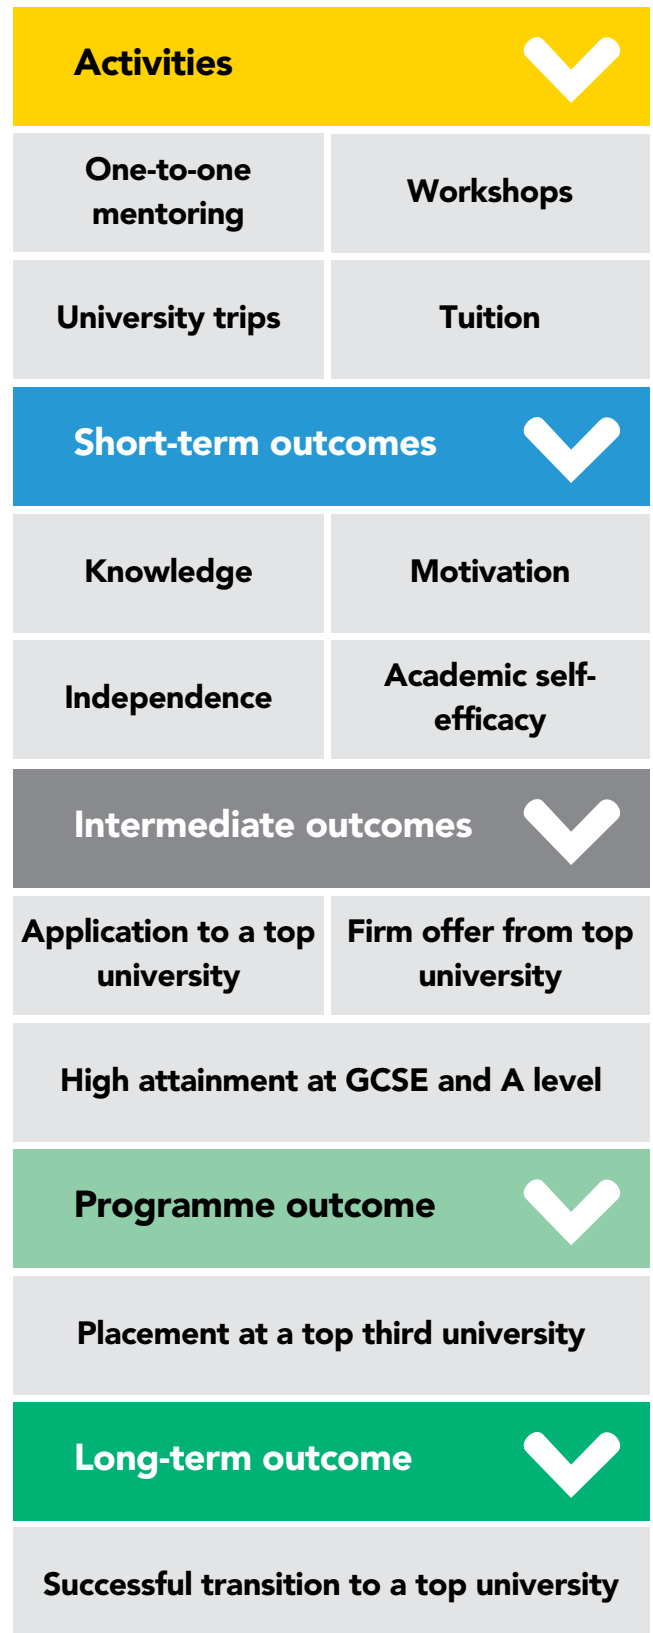 Activities
One-to-one
mentoring
Workshops
University trips
Tuition
Short-term outcomes
Knowledge
Motivation
Independence
Academic self-
efficacy
Intermediate outcomes
Application to a top
university
Firm offer from top
university
High attainment at GCSE and A level
Programme outcome
Placement at a top third university
Long-term outcome
Successful transition to a top university